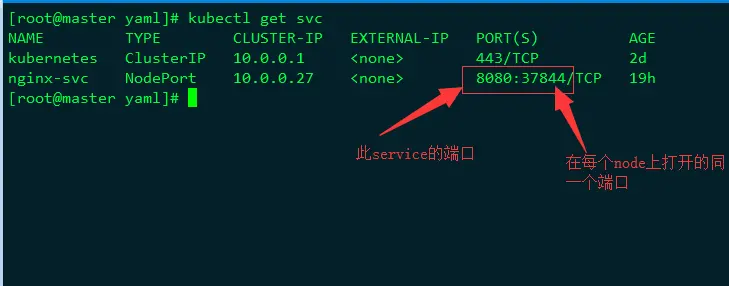 [root@master yaml]# kubectl get svc
NAME TYPE CLUSTER-IP EXTERNAL-IP PORT(S) AGE
kubernetes ClusterIP 10.0.0.1 <none> 443/TCP 2d
nginx-svc NodePort 10.0.0.27 <none> 8080:37844/TCP 19h
[root@master yaml]#
此service的端口
在每个node上打开的同
一个端口